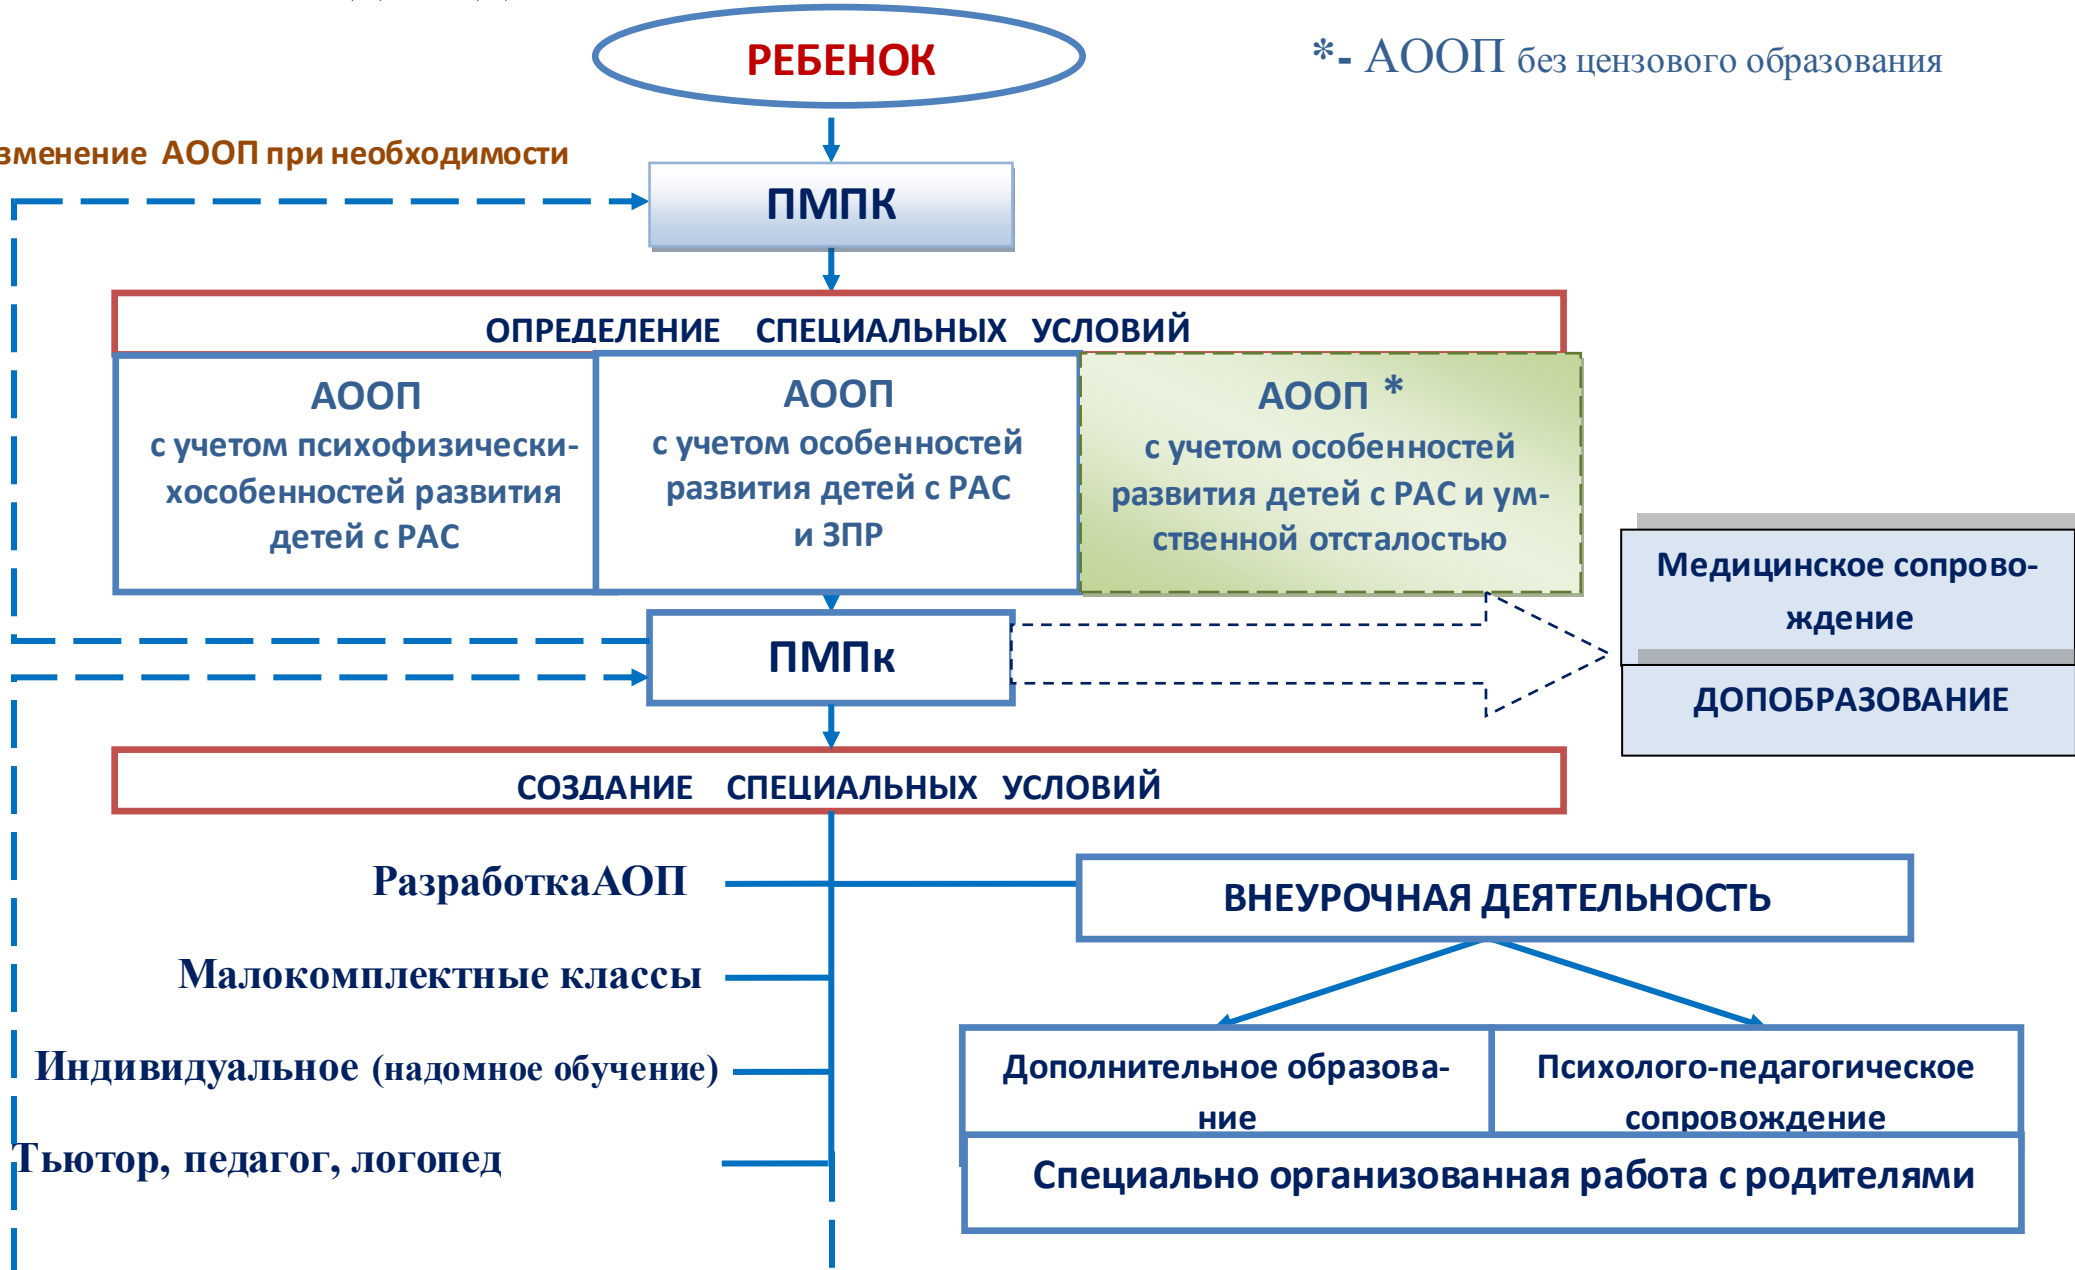 РЕБЕНОК
*- АООП без цензового образования
зменение АООП при необходимости
ПМПК
ОПРЕДЕЛЕНИЕ СПЕЦИАЛЬНЫХ УСЛОВИЙ
АООП
с учетом психофизически-
хособенностей развития
детей с РАС
АООП
с учетом особенностей
развития детей с РАС
и ЗПР
АООП *
с учетом особенностей
развития детей с РАС и ум-
ственной отсталостью
Медицинское сопрово-
ждение
ДОПОБРАЗОВАНИЕ
ПМПк
СОЗДАНИЕ СПЕЦИАЛЬНЫХ УСЛОВИЙ
РазработкаАОП
Малокомплектные классы
Индивидуальное (надомное обучение)
Тьютор, педагог, логопед
ВНЕУРОЧНАЯ ДЕЯТЕЛЬНОСТЬ
Дополнительное образова-
ние
Психолого-педагогическое
сопровождение
Специально организованная работа с родителями